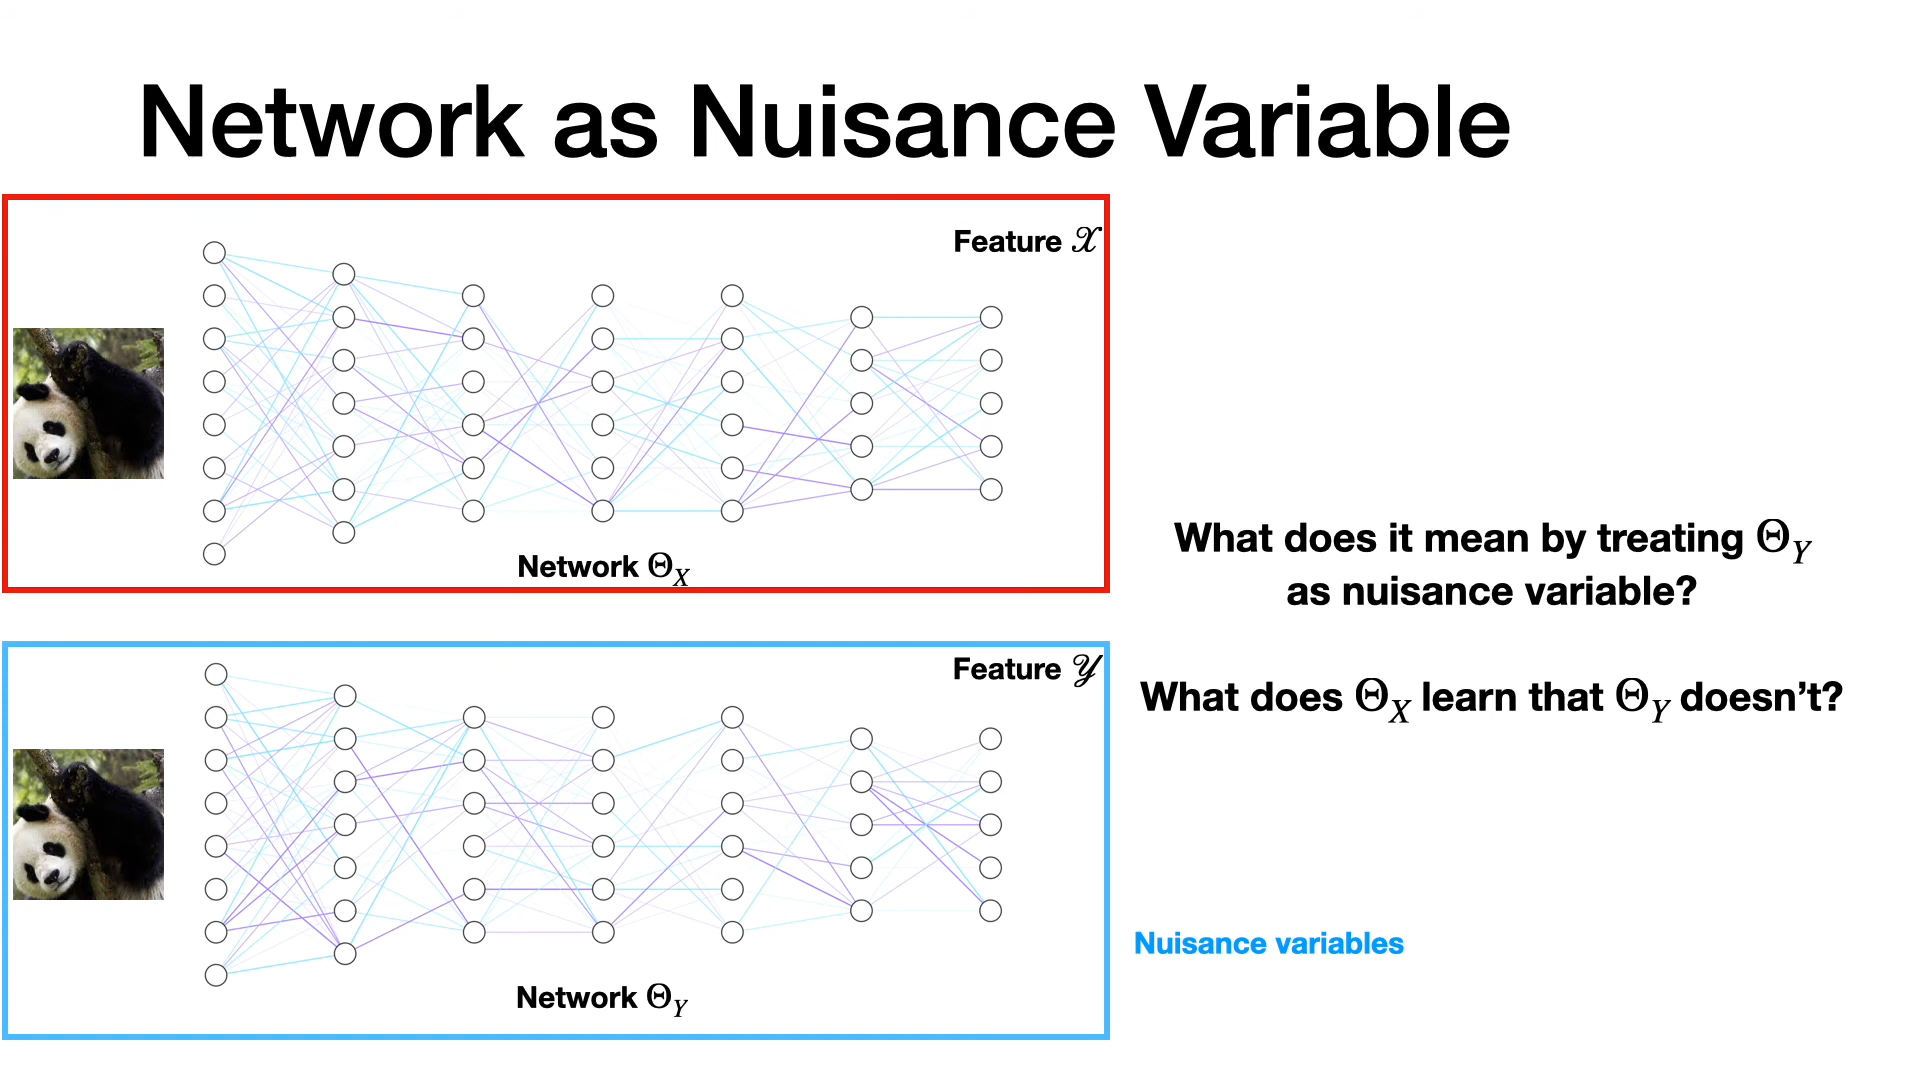 Network as Nuisance Variable
Feature 𝒳
Network Θ_X
What does it mean by treating Θ_Y
as nuisance variable?
What does Θ_X learn that Θ_Y doesn’t?
Feature 𝒴
Network Θ_Y
Nuisance variables